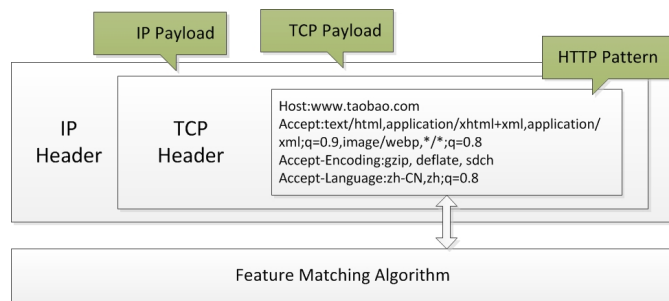 IP Payload
TCP Payload
HTTP Pattern
IP
Header
TCP
Header
Host:www.taobao.com
Accept:text/html,application/xhtml+xml,application/
xml;q=0.9,image/webp,*/*;q=0.8
Accept-Encoding:gzip, deflate, sdch
Accept-Language:zh-CN,zh;q=0.8
Feature Matching Algorithm